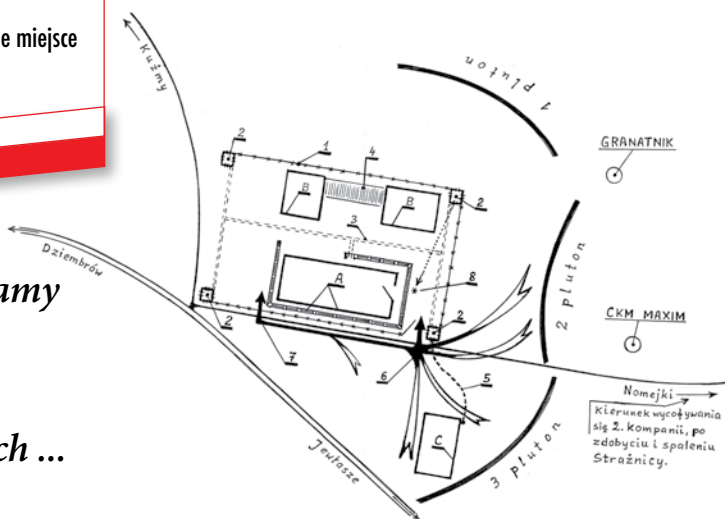 e miejsce
Kuźmy
1 pluton
GRANATNIK
2
1
4
2
B
B
3
Dziembrów
A
8
amy
2
2
2 pluton
CKM MAXIM
7
6
5
Nomejki
Kierunek wycofywania
się 2. Kompanii, po
zdobyciu i spaleniu
Strażnicy.
C
ch ...
Jewtasze
3 pluton